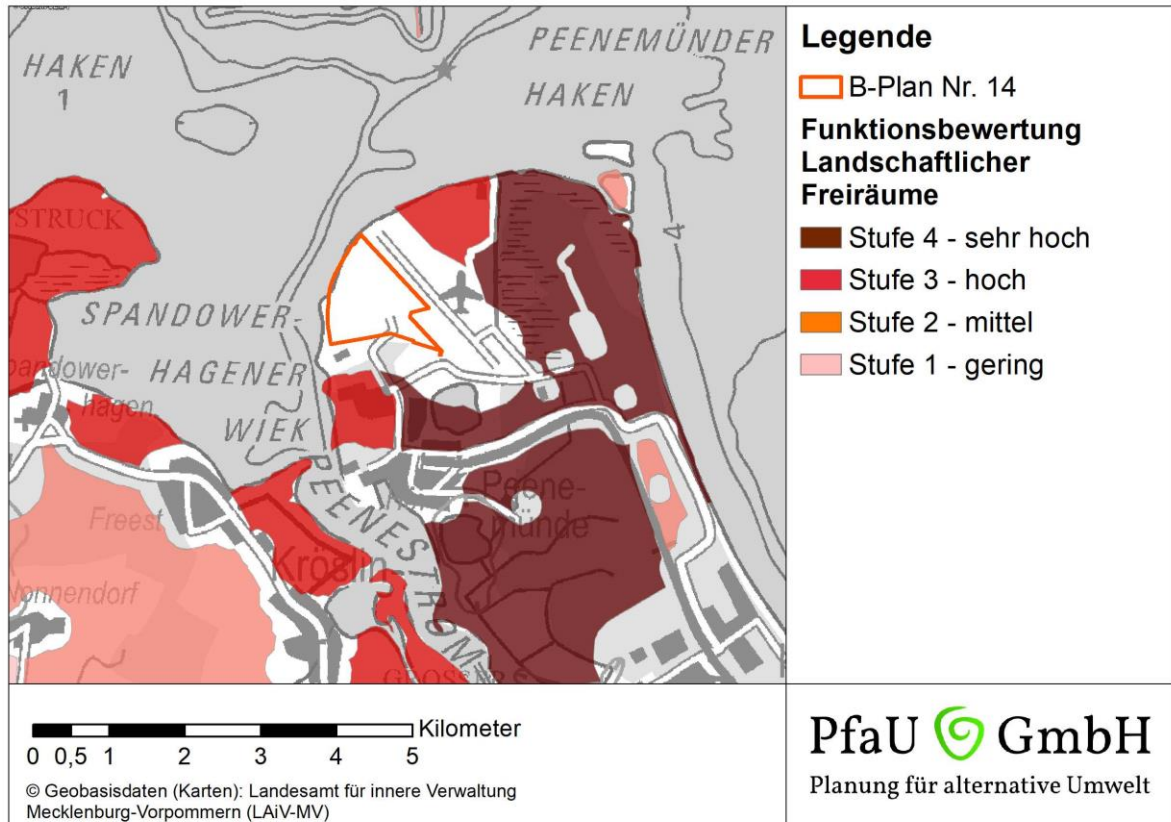 PEENEMÜNDER
HAKEN
HAKEN
1
STRUCK
4
SPANDOWER-
HAGENER
WIEK
hagen
PEENESTROM
Peene-
münde
Freest
Kröslin
Nonnendorf
Legende
B-Plan Nr. 14
Funktionsbewertung
Landschaftlicher
Freiräume
Stufe 4 - sehr hoch
Stufe 3 - hoch
Stufe 2 - mittel
Stufe 1 - gering
Kilometer
0 0,5 1 2 3 4 5
© Geobasisdaten (Karten): Landesamt für innere Verwaltung
Mecklenburg-Vorpommern (LAiV-MV)
PfaU GmbH
Planung für alternative Umwelt